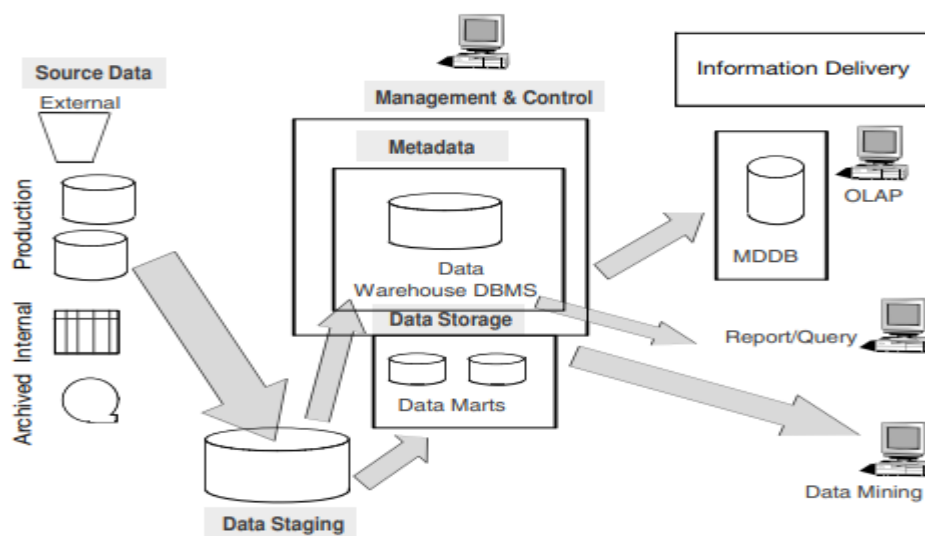 Source Data
External
Production
Internal
Archived
Management & Control
Metadata
Data
Warehouse DBMS
Data Storage
Data Marts
Data Staging
Information Delivery
OLAP
MDDB
Report/Query
Data Mining